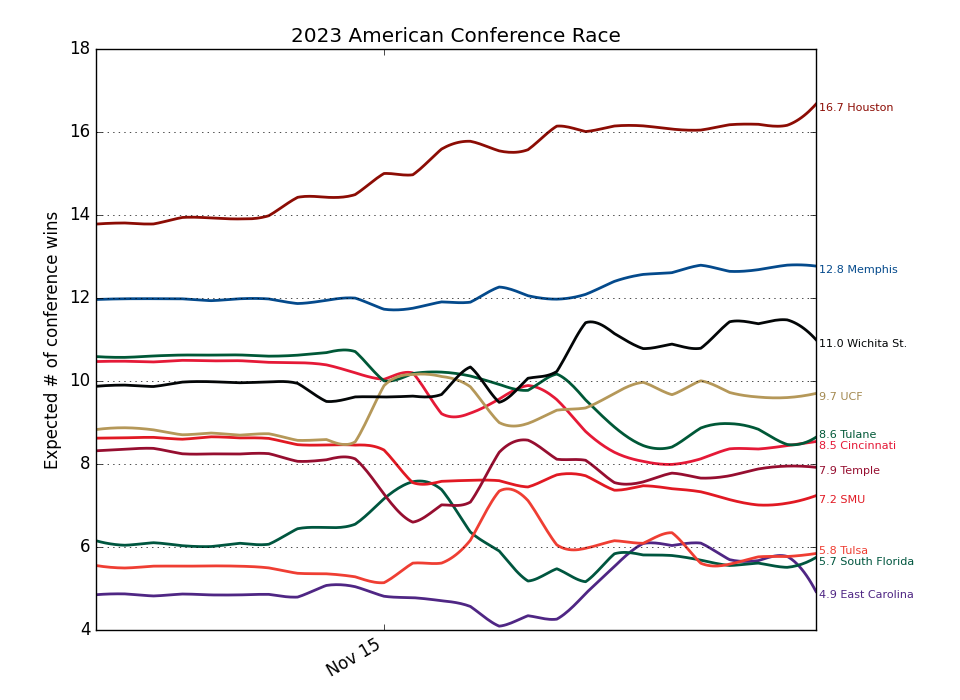 2023 American Conference Race
Expected # of conference wins
18
16
14
12
10
8
6
4
Nov 15
16.7 Houston
12.8 Memphis
11.0 Wichita St.
9.7 UCF
8.6 Tulane
8.5 Cincinnati
7.9 Temple
7.2 SMU
5.8 Tulsa
5.7 South Florida
4.9 East Carolina